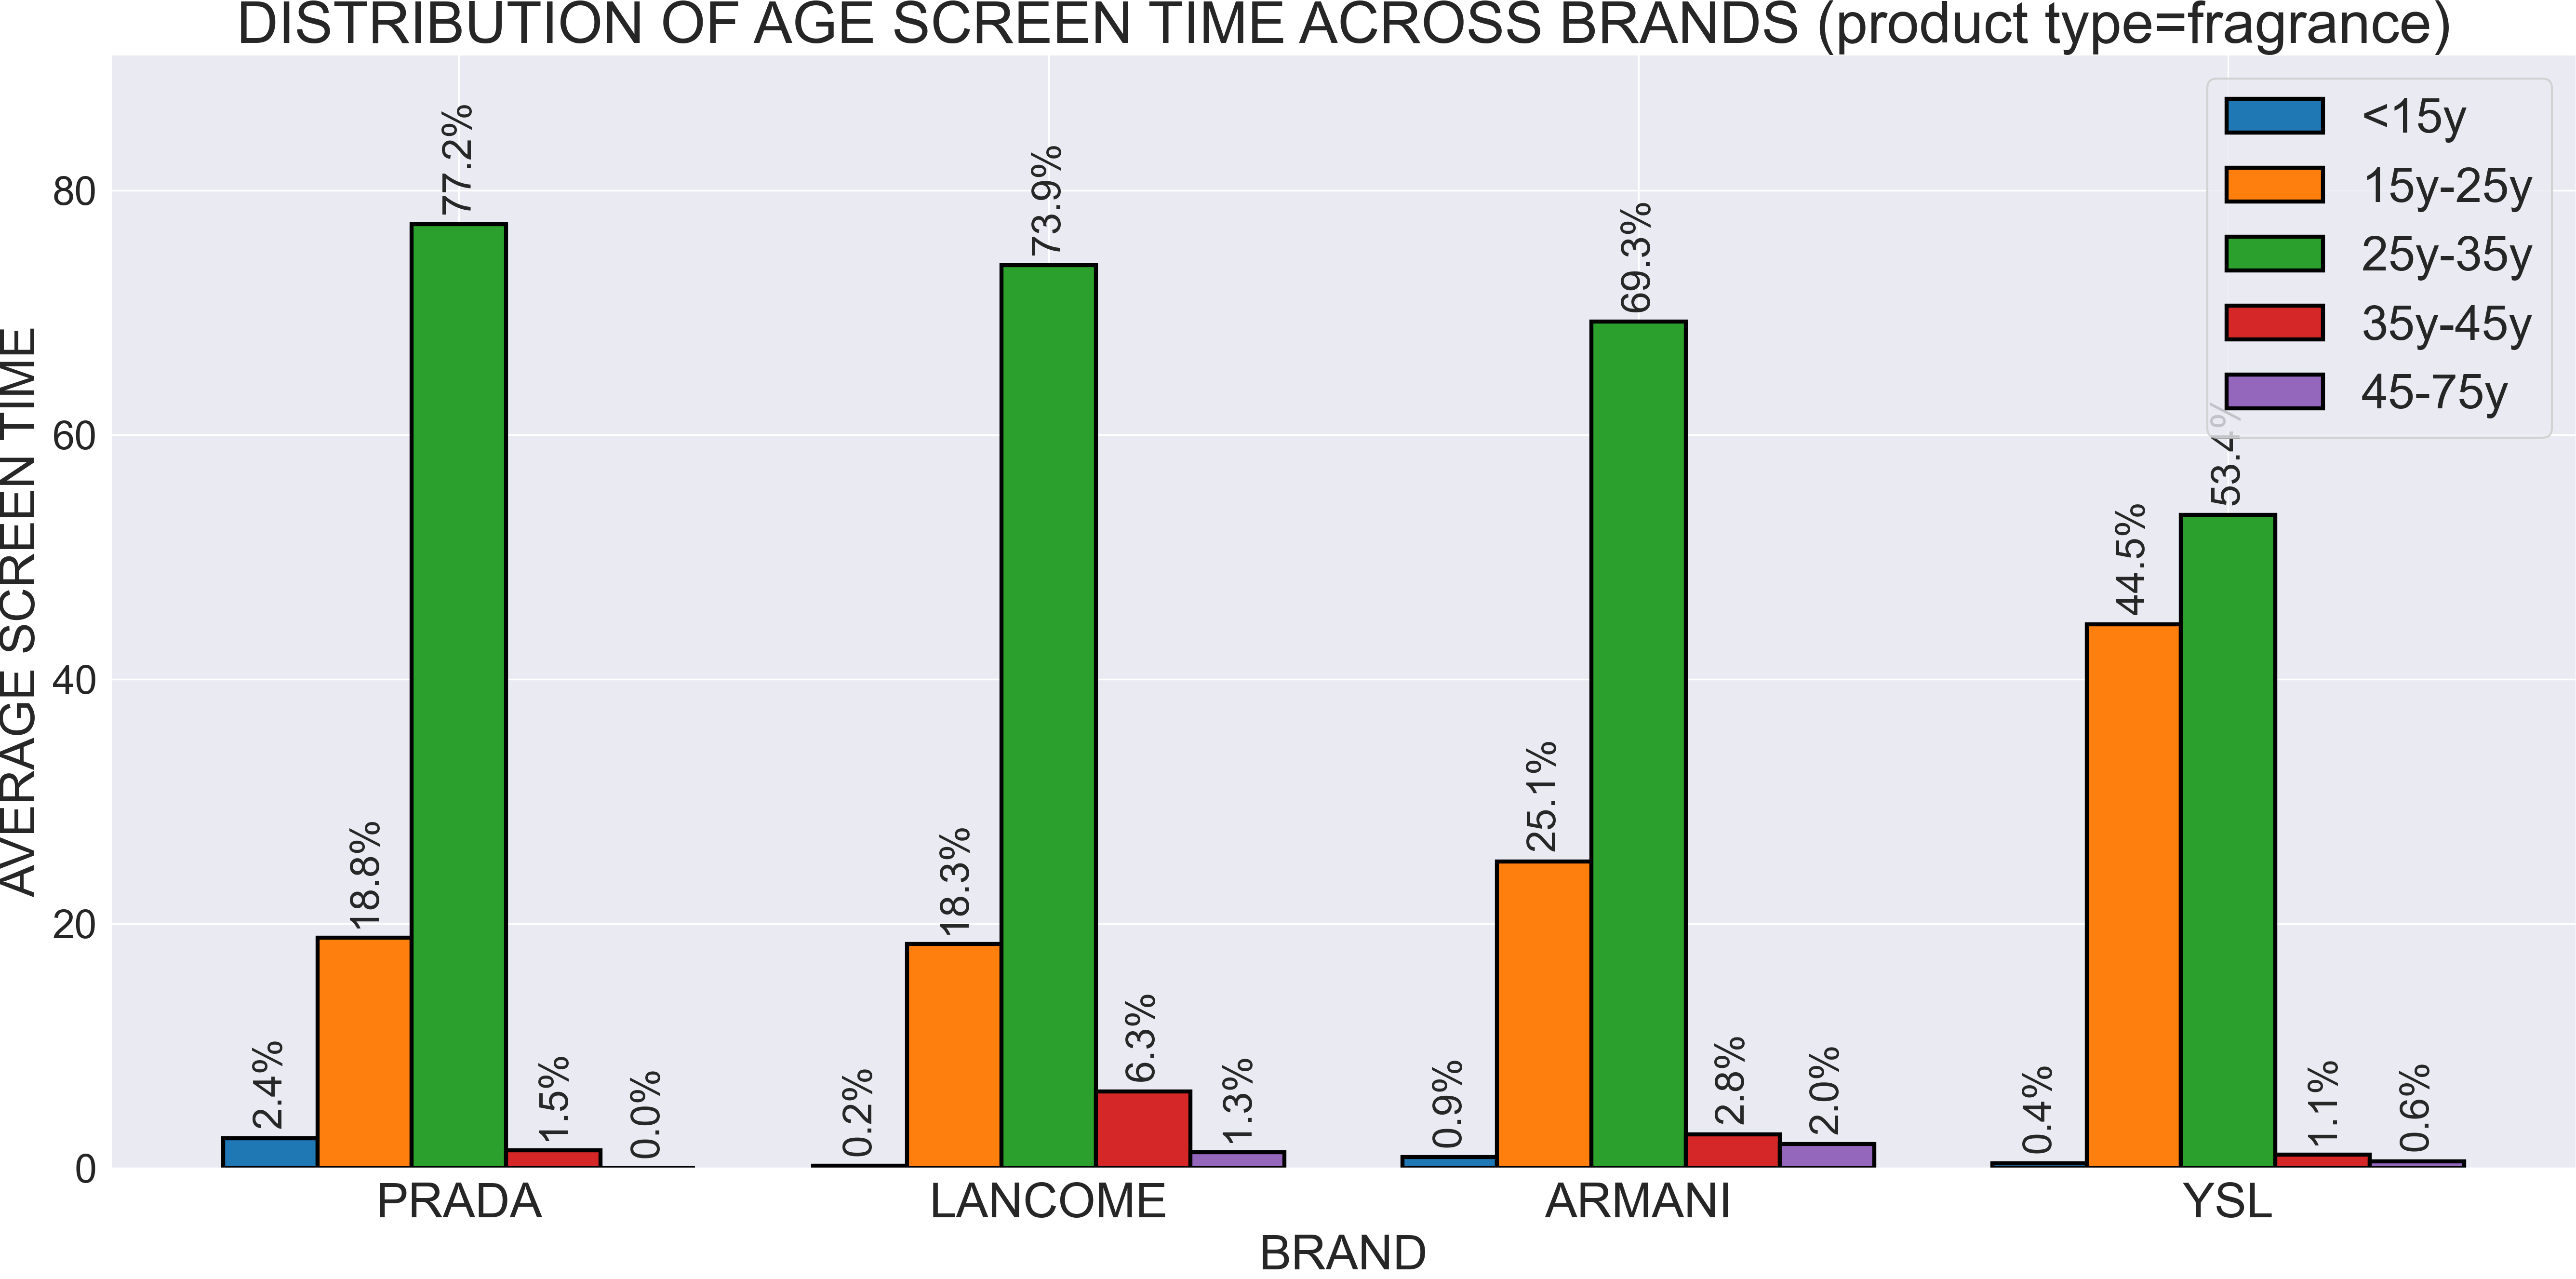 DISTRIBUTION OF AGE SCREEN TIME ACROSS BRANDS (product type=fragrance)
AVERAGE SCREEN TIME
80
60
40
20
0
<15y
15y-25y
25y-35y
35y-45y
45-75y
2.4%
18.8%
77.2%
1.5%
0.0%
0.2%
18.3%
73.9%
6.3%
1.3%
0.9%
25.1%
69.3%
2.8%
2.0%
0.4%
44.5%
53.4%
1.1%
0.6%
PRADA
LANCOME
ARMANI
YSL
BRAND